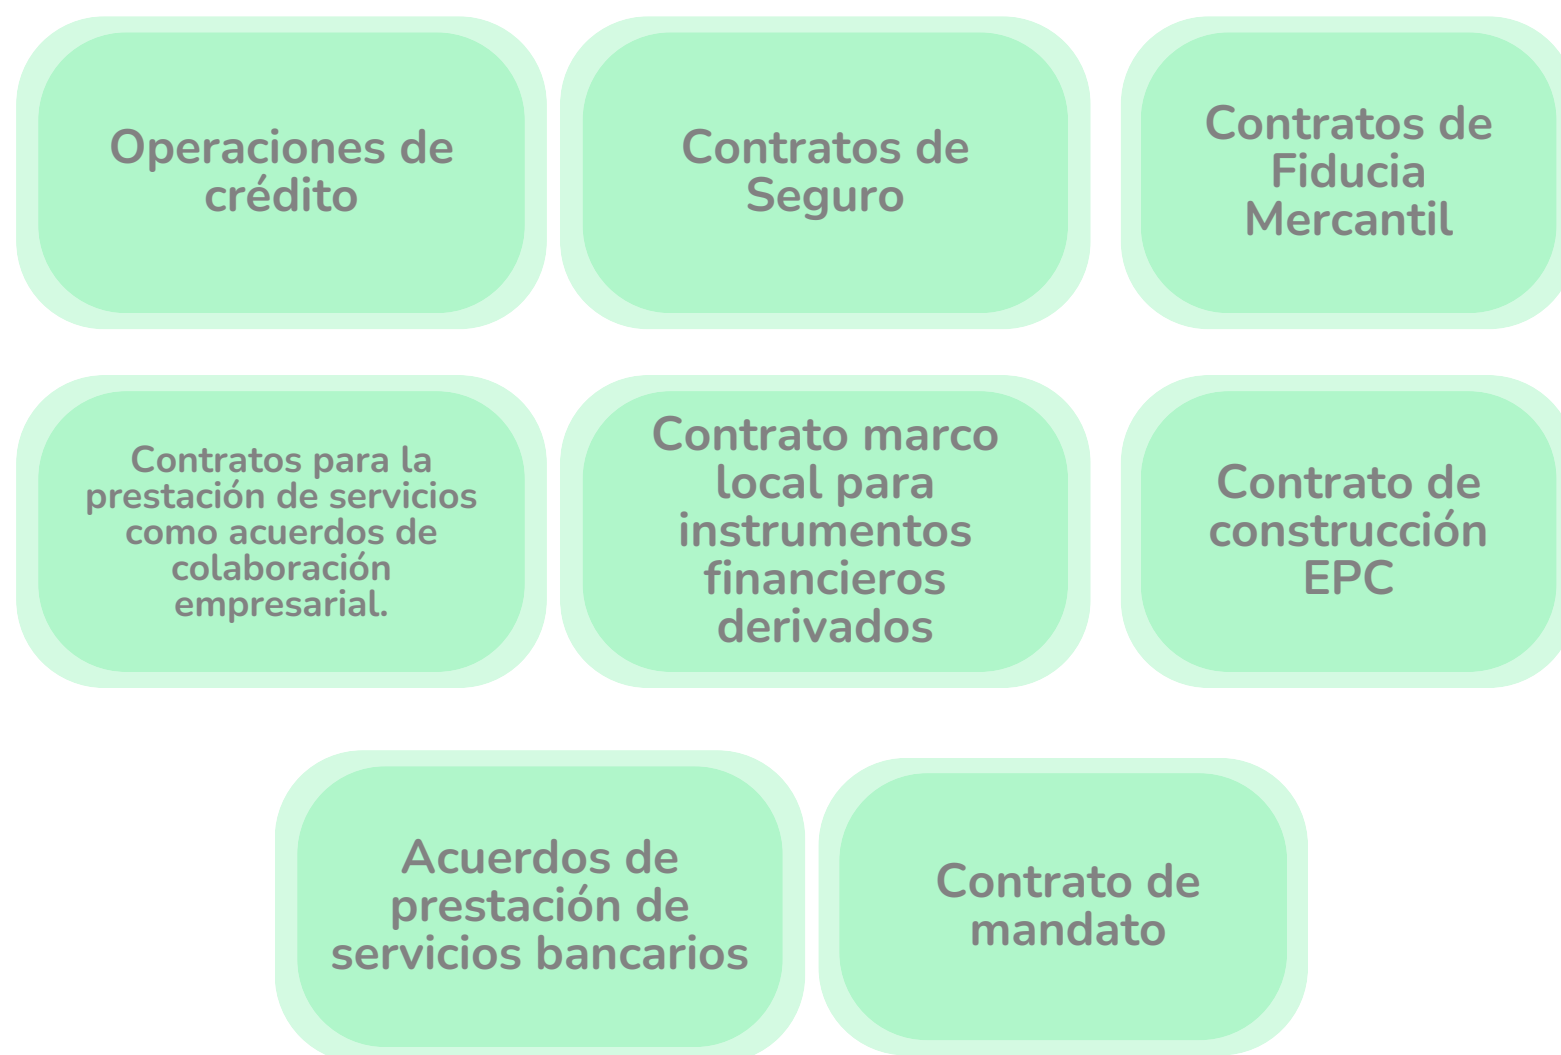 Operaciones de
crédito
Contratos de
Seguro
Contratos de
Fiducia
Mercantil
Contratos para la
prestación de servicios
como acuerdos de
colaboración
empresarial.
Contrato marco
local para
instrumentos
financieros
derivados
Contrato de
construcción
EPC
Acuerdos de
prestación de
servicios bancarios
Contrato de
mandato